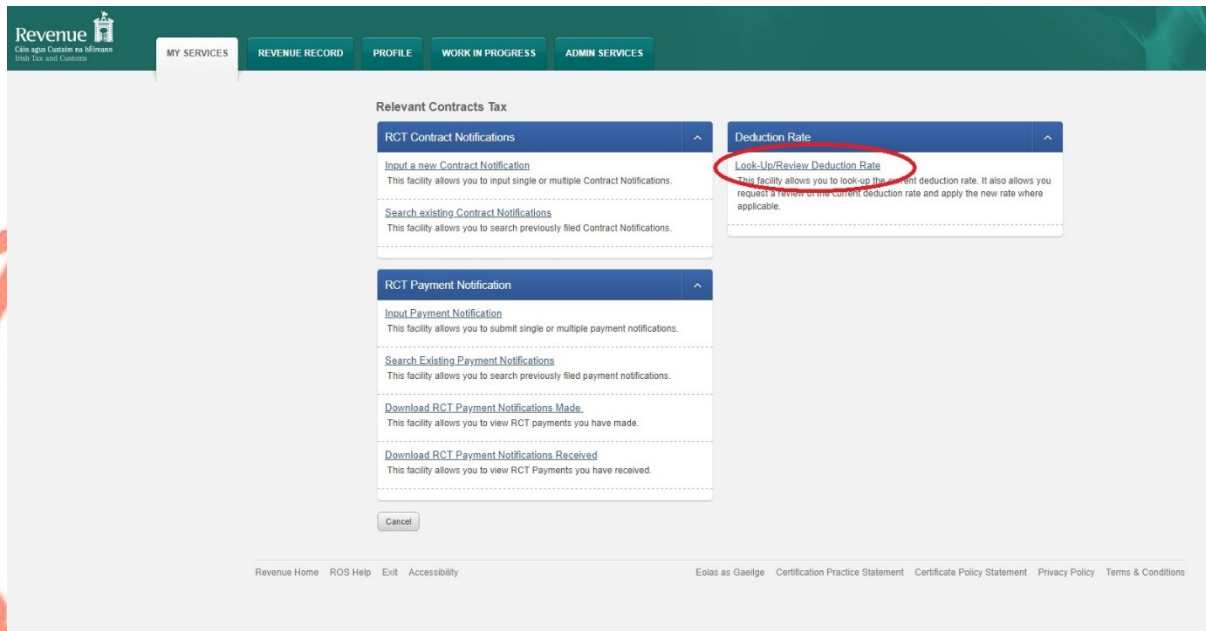 Revenue
Cáin agus Custaim na hÉireann
Irish Tax and Customs
MY SERVICES
REVENUE RECORD
PROFILE
WORK IN PROGRESS
ADMIN SERVICES
Relevant Contracts Tax
RCT Contract Notifications
Input a new Contract Notification
This facility allows you to input single or multiple Contract Notifications.
Search existing Contract Notifications
This facility allows you to search previously filed Contract Notifications.
Deduction Rate
Look-Up/Review Deduction Rate
This facility allows you to look-up the current deduction rate. It also allows you
request a review of the current deduction rate and apply the new rate where
applicable.
RCT Payment Notification
Input Payment Notification
This facility allows you to submit single or multiple payment notifications.
Search Existing Payment Notifications
This facility allows you to search previously filed payment notifications.
Download RCT Payment Notifications Made
This facility allows you to view RCT payments you have made.
Download RCT Payment Notifications Received
This facility allows you to view RCT Payments you have received.
Cancel
Revenue Home ROS Help Exit Accessibility
Eolas as Gaeilge Certification Practice Statement Certificate Policy Statement Privacy Policy Terms & Conditions